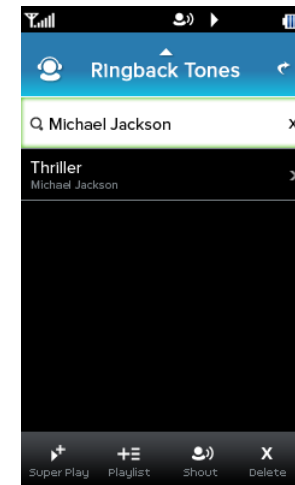 Ringback Tones
Michael Jackson x
Thriller
Michael Jackson
Super Play Playlist Shout Delete